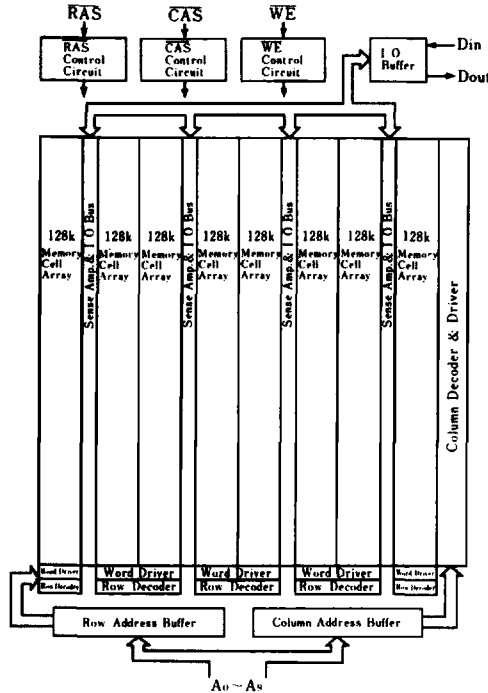 RAS
CAS
WE
RAS
Control
Circuit
CAS
Control
Circuit
WE
Control
Circuit
I O
Buffer
Din
Dout
128k
Memory
Cell
Array
Sense Amp.& I O Bus
128k
Memory
Cell
Array
128k
Memory
Cell
Array
Sense Amp.& I O Bus
128k
Memory
Cell
Array
128k
Memory
Cell
Array
Sense Amp.& I O Bus
128k
Memory
Cell
Array
128k
Memory
Cell
Array
Sense Amp.& I O Bus
128k
Memory
Cell
Array
Column Decoder & Driver
Word Driver
Row Decoder
Word Driver
Row Decoder
Word Driver
Row Decoder
Word Driver
Row Decoder
Word Driver
Row Decoder
Row Address Buffer
Column Address Buffer
A0~A9